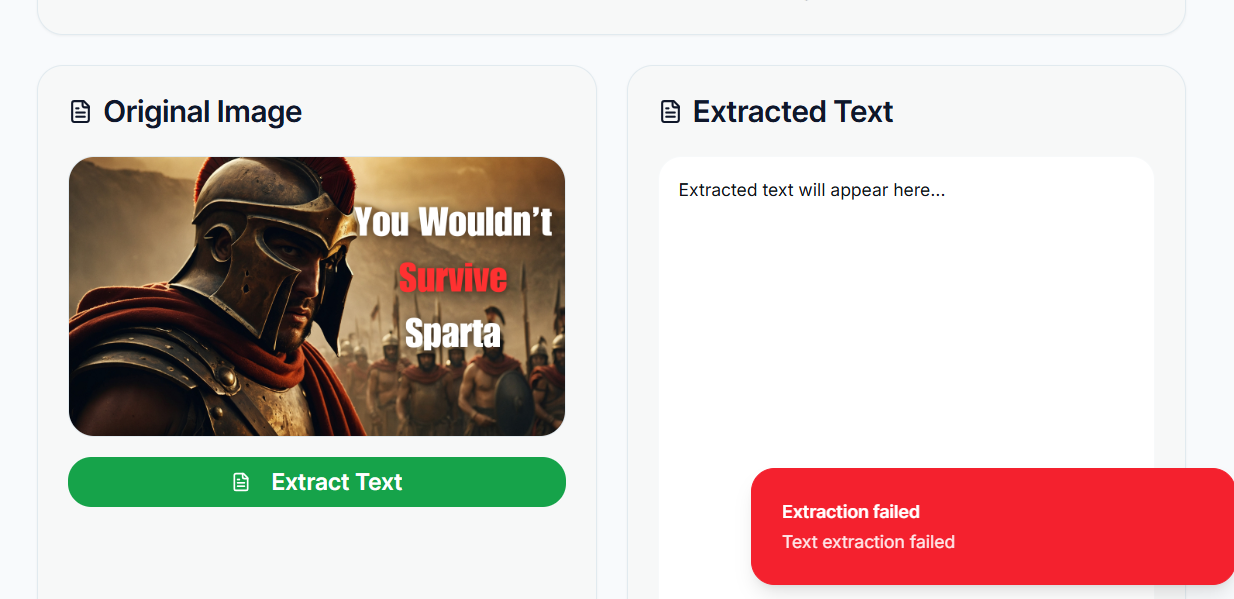 Original Image
You Wouldn’t
Survive
Sparta
Extract Text
Extracted Text
Extracted text will appear here...
Extraction failed
Text extraction failed